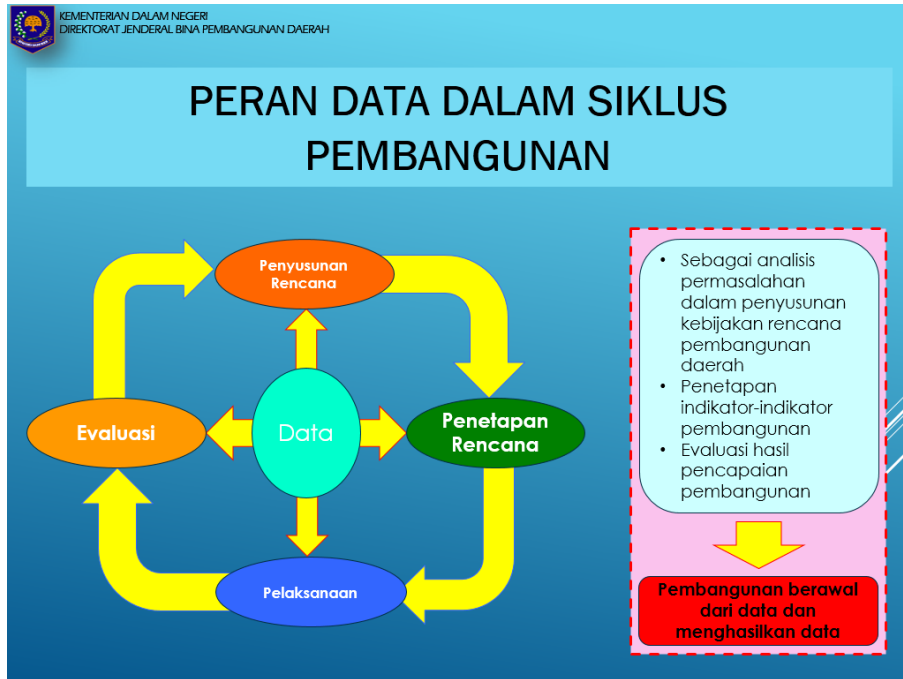 KEMENTERIAN DALAM NEGERI
DIREKTORAT JENDERAL BINA PEMBANGUNAN DAERAH
PERAN DATA DALAM SIKLUS
PEMBANGUNAN
Penyusunan
Rencana
Evaluasi
Data
Penetapan
Rencana
Pelaksanaan
• Sebagai analisis
permasalahan
dalam penyusunan
kebijakan rencana
pembangunan
daerah
• Penetapan
indikator-indikator
pembangunan
• Evaluasi hasil
pencapaian
pembangunan
Pembangunan berawal
dari data dan
menghasilkan data